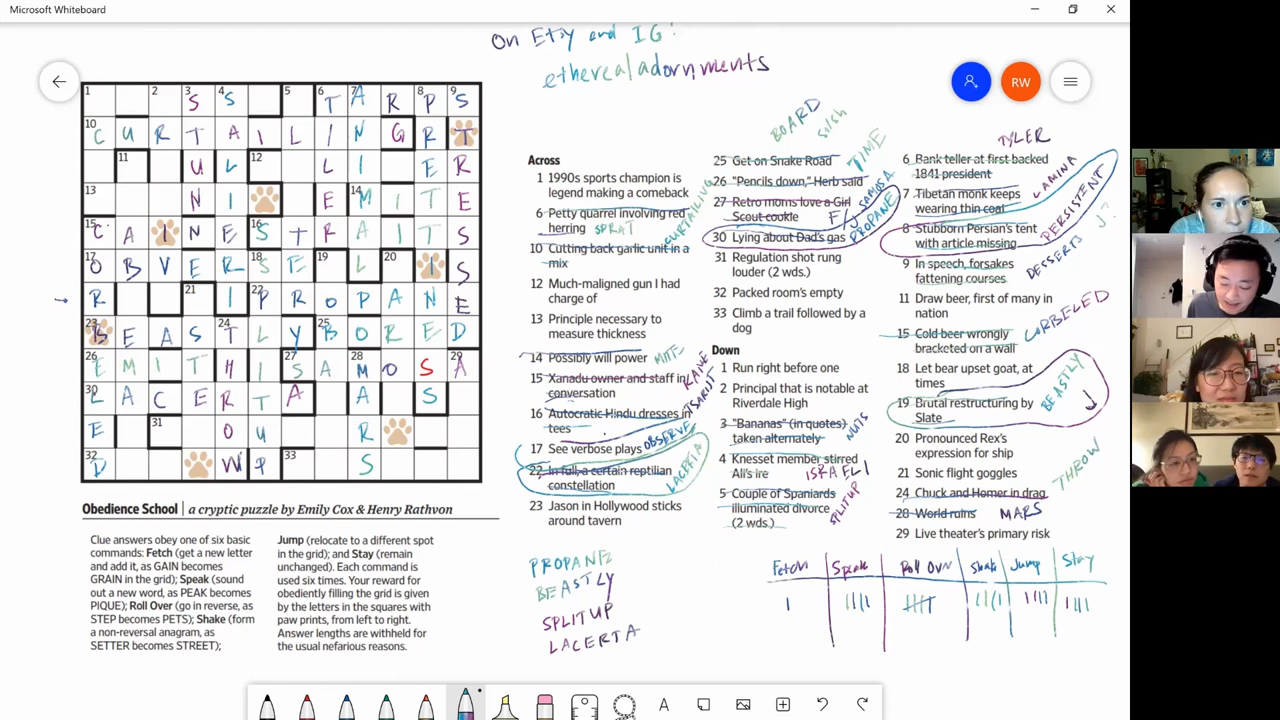 Microsoft Whiteboard
On Etsy and IG!
etherealadornments
RW
Across
1 1990s sports champion is
legend making a comeback
6 Petty quarrel involving red
herring SPRAT
10 Cutting back garlic unit in a
mix
CURTAILING
12 Much-maligned gun I had
charge of
13 Principle necessary to
measure thickness
14 Possibly will power MITE
15 Xanadu owner and staff in
conversation
KANE
16 Autocratic Hindu dresses in
tees
TSARIST
17 See verbose plays OBSERVE
22 In full, a certain reptilian
constellation
LACERTA
23 Jason in Hollywood sticks
around tavern
BOARD
sissh
TIME
25 Get on Snake Road
26 "Pencils down," Herb said
27 Retro moms love a Girl
Scout cookie
SAMOSA
30 Lying about Dad's gas
PROPANE
31 Regulation shot rung
louder (2 wds.)
32 Packed room's empty
33 Climb a trail followed by a
dog
Down
1 Run right before one
2 Principal that is notable at
Riverdale High
3 "Bananas" (in quotes)
taken alternately
NUTS
4 Knesset member stirred
Ali's ire
ISRAELI
5 Couple of Spaniards
illuminated divorce
(2 wds.)
SPLITUP
TYLER
6 Bank teller at first backed
1841 president
7 Tibetan monk keeps
wearing thin coat
LAMINA
8 Stubborn Persian's tent
with article missing
PERSISTENT
9 In speech, forsakes
fattening courses
DESSERTS
11 Draw beer, first of many in
nation
15 Cold beer wrongly
bracketed on a wall
CORBELED
18 Let bear upset goat, at
times
19 Brutal restructuring by
Slate
BEASTLY
20 Pronounced Rex's
expression for ship
21 Sonic flight goggles
24 Chuck and Homer in drag
THROW
28 World ruins MARS
29 Live theater's primary risk
Obedience School | a cryptic puzzle by Emily Cox & Henry Rathvon
Clue answers obey one of six basic
commands: Fetch (get a new letter
and add it, as GAIN becomes
GRAIN in the grid); Speak (sound
out a new word, as PEAK becomes
PIQUE); Roll Over (go in reverse, as
STEP becomes PETS); Shake (form
a non-reversal anagram, as
SETTER becomes STREET);
Jump (relocate to a different spot
in the grid); and Stay (remain
unchanged). Each command is
used six times. Your reward for
obediently filling the grid is given
by the letters in the squares with
paw prints, from left to right.
Answer lengths are withheld for
the usual nefarious reasons.
PROPANE
BEASTLY
SPLITUP
LACERTA
Fetch Speak Roll Over Shake Jump Stay